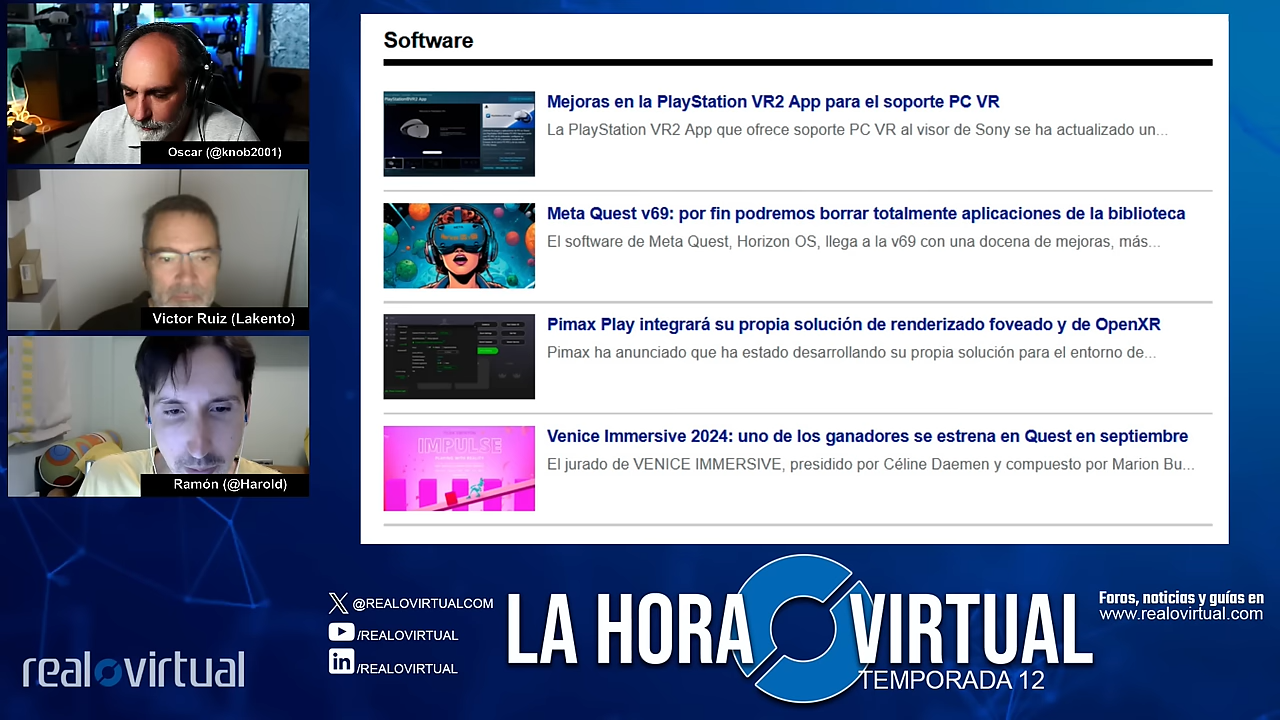 Software
Mejoras en la PlayStation VR2 App para el soporte PC VR
La PlayStation VR2 App que ofrece soporte PC VR al visor de Sony se ha actualizado un...
Meta Quest v69: por fin podremos borrar totalmente aplicaciones de la biblioteca
El software de Meta Quest, Horizon OS, llega a la v69 con una docena de mejoras, más...
Pimax Play integrará su propia solución de renderizado foveado y de OpenXR
Pimax ha anunciado que ha estado desarrollando su propia solución para el entorno de...
IMPULSE
Venice Immersive 2024: uno de los ganadores se estrena en Quest en septiembre
El jurado de VENICE IMMERSIVE, presidido por Céline Daemen y compuesto por Marion Bu...
Oscar (@knob2001)
Victor Ruiz (Lakento)
Ramón (@Harold)
@REALOVIRTUALCOM
/REALOVIRTUAL
/REALOVIRTUAL
LA HORA VIRTUAL
TEMPORADA 12
Foros, noticias y guías en
www.realovirtual.com
realovirtual